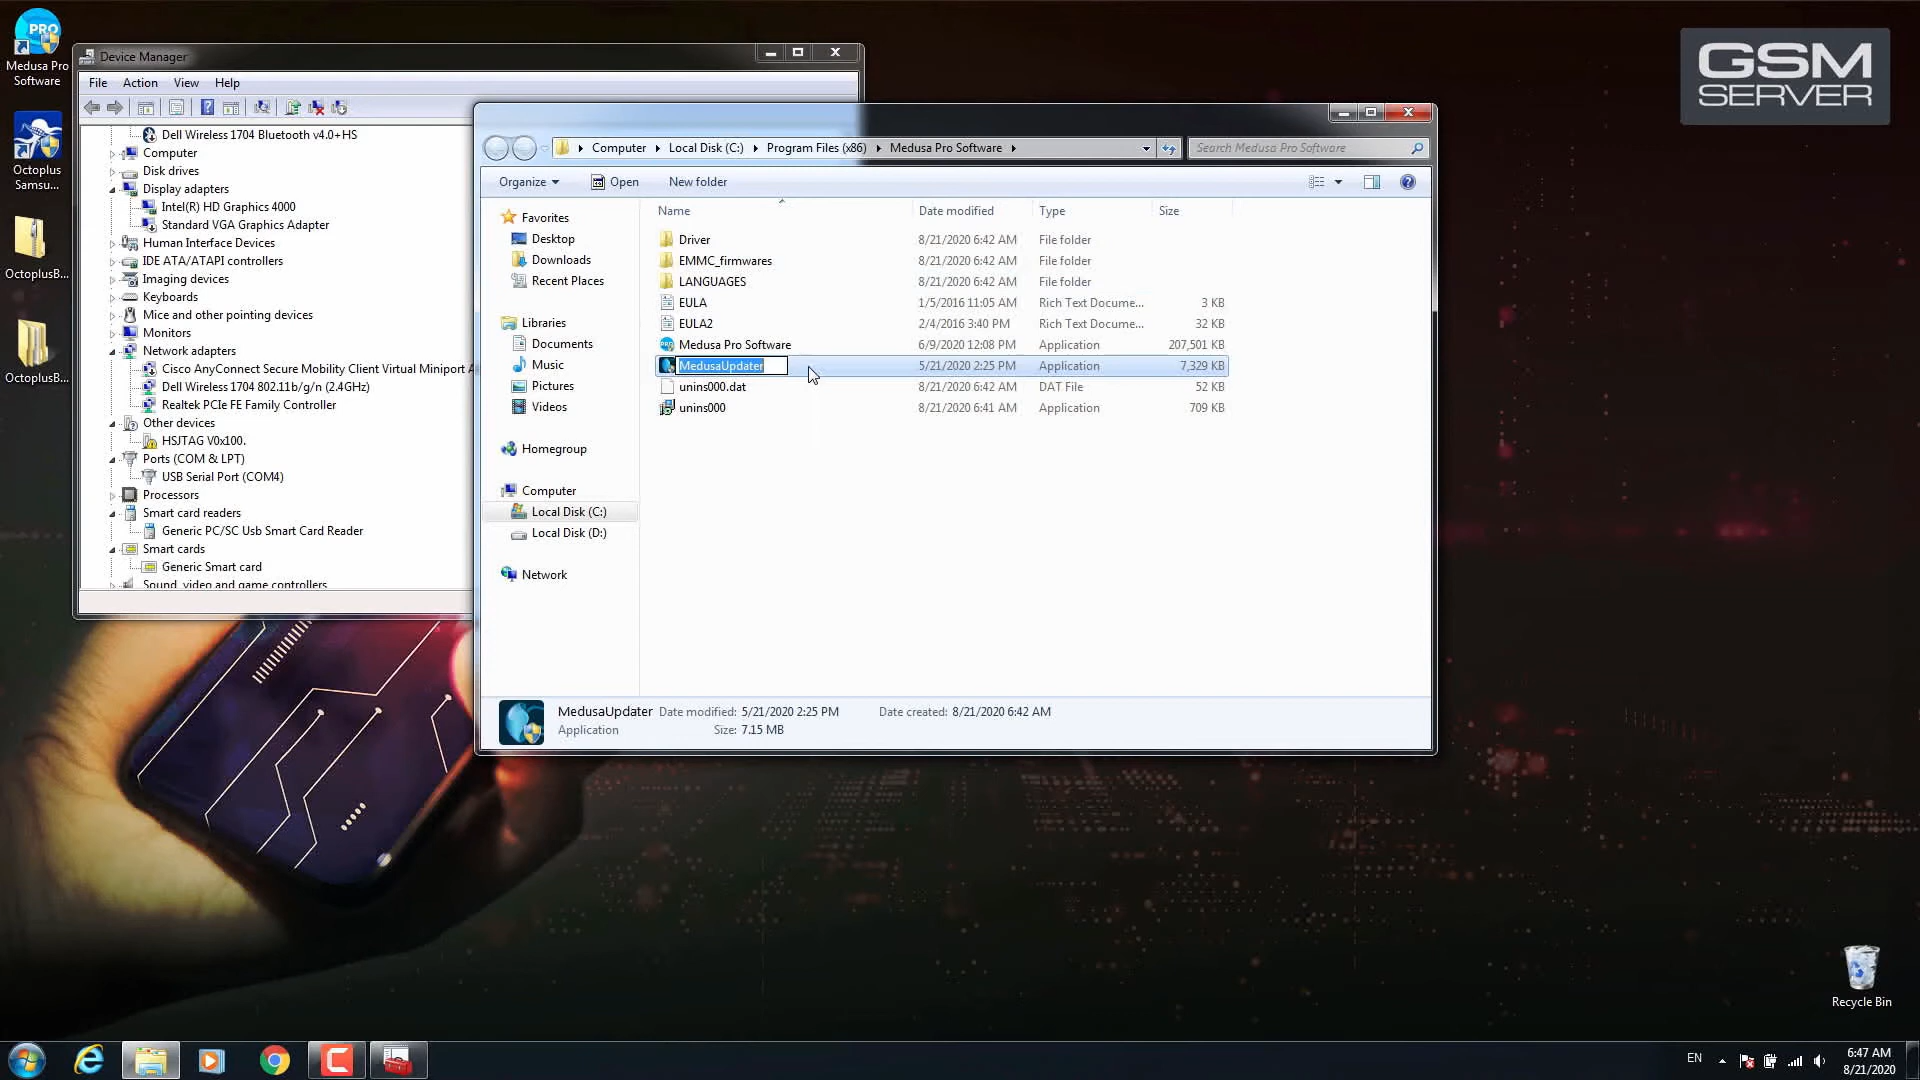 Medusa Pro
Software
Octoplus
Samsu...
OctoplusB...
OctoplusB...
Device Manager
File Action View Help
Dell Wireless 1704 Bluetooth v4.0+HS
Computer
Disk drives
Display adapters
Intel(R) HD Graphics 4000
Standard VGA Graphics Adapter
Human Interface Devices
IDE ATA/ATAPI controllers
Imaging devices
Keyboards
Mice and other pointing devices
Monitors
Network adapters
Cisco AnyConnect Secure Mobility Client Virtual Miniport A
Dell Wireless 1704 802.11b/g/n (2.4GHz)
Realtek PCIe FE Family Controller
Other devices
HSJTAG V0x100.
Ports (COM & LPT)
USB Serial Port (COM4)
Processors
Smart card readers
Generic PC/SC Usb Smart Card Reader
Smart cards
Generic Smart card
Sound, video and game controllers
Computer Local Disk (C:) Program Files (x86) Medusa Pro Software
Search Medusa Pro Software
Organize Open New folder
Favorites
Desktop
Downloads
Recent Places
Libraries
Documents
Music
Pictures
Videos
Homegroup
Computer
Local Disk (C:)
Local Disk (D:)
Network
Name Date modified Type Size
Driver 8/21/2020 6:42 AM File folder
EMMC_firmwares 8/21/2020 6:42 AM File folder
LANGUAGES 8/21/2020 6:42 AM File folder
EULA 1/5/2016 11:05 AM Rich Text Docume... 3 KB
EULA2 2/4/2016 3:40 PM Rich Text Docume... 32 KB
Medusa Pro Software 6/9/2020 12:08 PM Application 207,501 KB
MedusaUpdater 5/21/2020 2:25 PM Application 7,329 KB
unins000.dat 8/21/2020 6:42 AM DAT File 52 KB
unins000 8/21/2020 6:41 AM Application 709 KB
MedusaUpdater Date modified: 5/21/2020 2:25 PM Date created: 8/21/2020 6:42 AM
Application Size: 7.15 MB
GSM
SERVER
Recycle Bin
EN
6:47 AM
8/21/2020
PRO